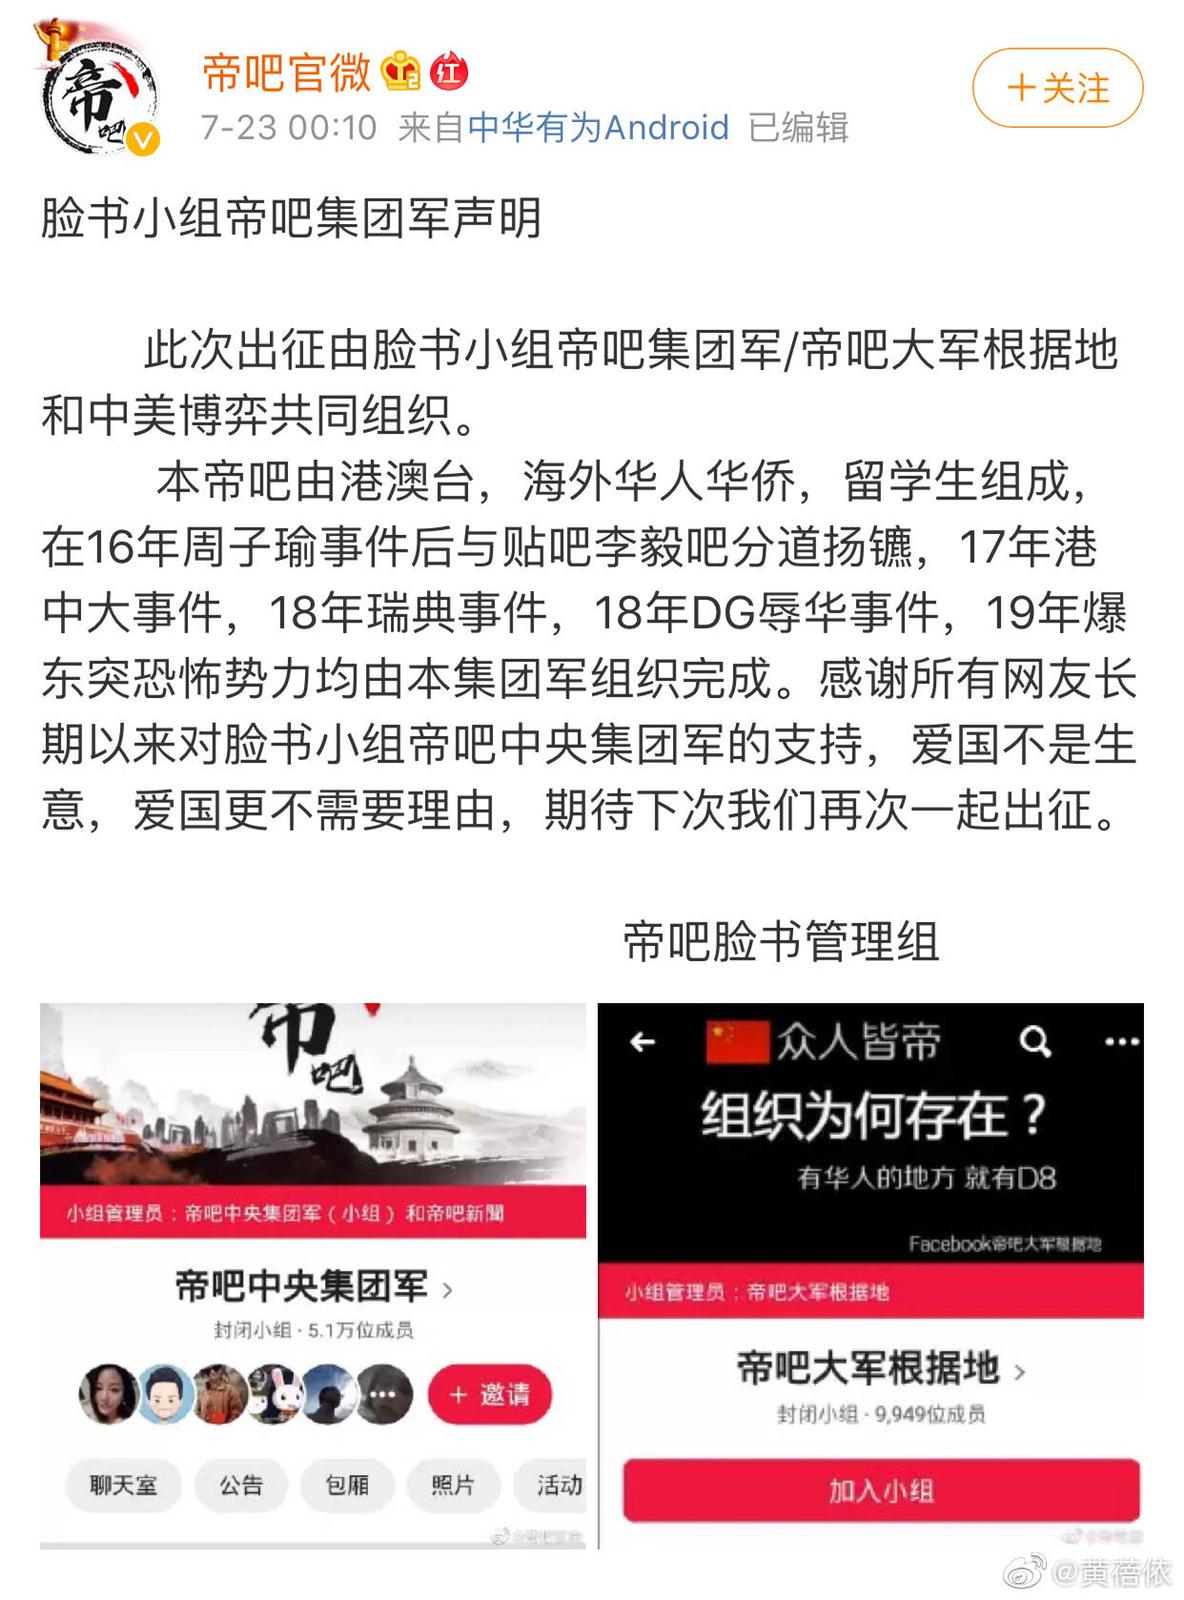 帝吧
帝吧官微
红
+关注
7-23 00:10 来自中华有为Android 已编辑
脸书小组帝吧集团军声明
此次出征由脸书小组帝吧集团军/帝吧大军根据地
和中美博弈共同组织。
本帝吧由港澳台，海外华人华侨，留学生组成，
在16年周子瑜事件后与贴吧李毅吧分道扬镳，17年港
中大事件，18年瑞典事件，18年DG辱华事件，19年爆
东突恐怖势力均由本集团军组织完成。感谢所有网友长
期以来对脸书小组帝吧中央集团军的支持，爱国不是生
意，爱国更不需要理由，期待下次我们再次一起出征。
帝吧脸书管理组
帝吧
小组管理员：帝吧中央集团军（小组）和帝吧新聞
帝吧中央集团军 >
封闭小组 · 5.1万位成员
+ 邀请
聊天室 公告 包厢 照片 活动
众人皆帝
组织为何存在？
有华人的地方 就有D8
Facebook帝吧大军根据地
小组管理员：帝吧大军根据地
帝吧大军根据地 >
封闭小组 · 9,949位成员
加入小组
@黄蓓依